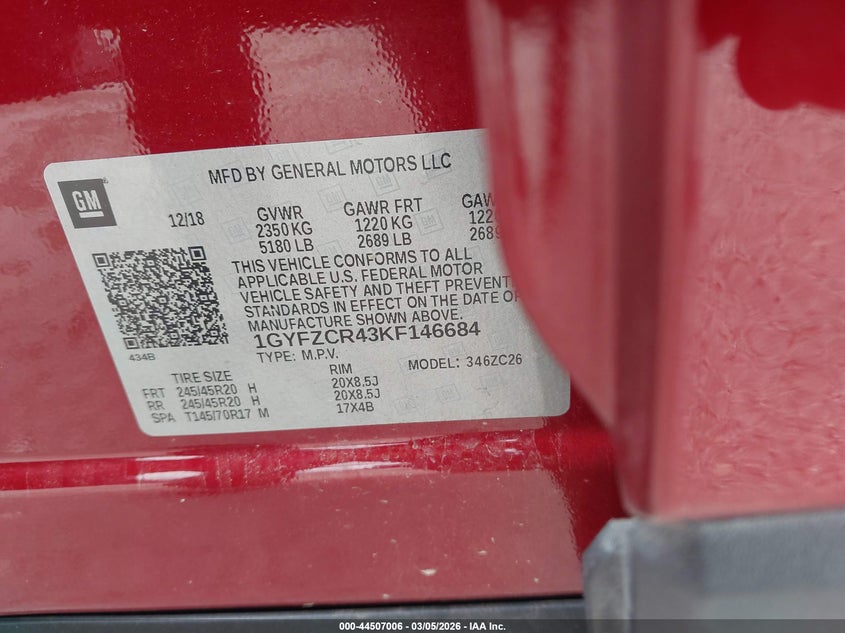 MFD BY GENERAL MOTORS LLC
GM
12/18 GVWR GAWR FRT
2350 KG 1220 KG
5180 LB 2689 LB 2689
THIS VEHICLE CONFORMS TO ALL
APPLICABLE U.S. FEDERAL MOTOR
VEHICLE SAFETY AND THEFT PREVENT
STANDARDS IN EFFECT ON THE DATE OF
MANUFACTURE SHOWN ABOVE.
1GYFZCR43KF146684
434B
TYPE: M.P.V. MODEL: 346ZC26
TIRE SIZE RIM
FRT 245/45R20 H 20X8.5J
RR 245/45R20 H 20X8.5J
SPA T145/70R17 M 17X4B
000-44507006 — 03/05/2026 — IAA Inc.